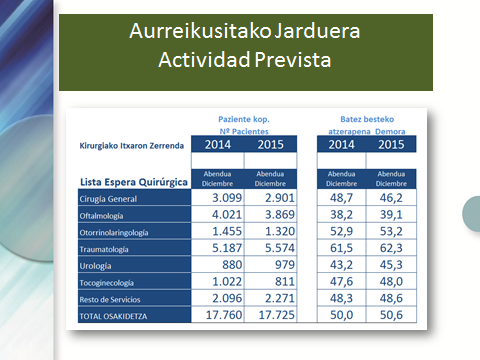 Aurreikusitako Jarduera
Actividad Prevista
Paziente kop. Batez besteko
Nº Pacientes atzerapena Demora
Kirurgiako Itxaron Zerrenda 2014 2015 2014 2015
Abendua Abendua Abendua Abendua
Lista Espera Quirúrgica Diciembre Diciembre Diciembre Diciembre
Cirugía General 3.099 2.901 48,7 46,2
Oftalmología 4.021 3.869 38,2 39,1
Otorrinolaringología 1.455 1.320 52,9 53,2
Traumatología 5.187 5.574 61,5 62,3
Urología 880 979 43,2 45,3
Tocoginecología 1.022 811 47,6 48,0
Resto de Servicios 2.096 2.271 48,3 48,6
TOTAL OSAKIDETZA 17.760 17.725 50,0 50,6